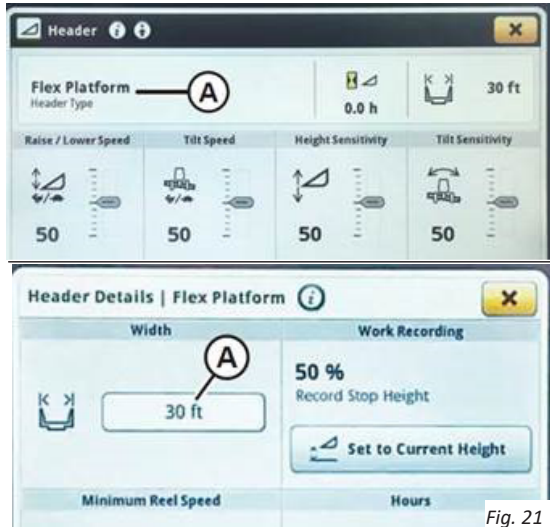 Header
Flex Platform
Header Type
A
0.0 h
30 ft
Raise / Lower Speed
Tilt Speed
Height Sensitivity
Tilt Sensitivity
50
50
50
50
Header Details | Flex Platform
Width
Work Recording
A
30 ft
50 %
Record Stop Height
Set to Current Height
Minimum Reel Speed
Hours
Fig. 21